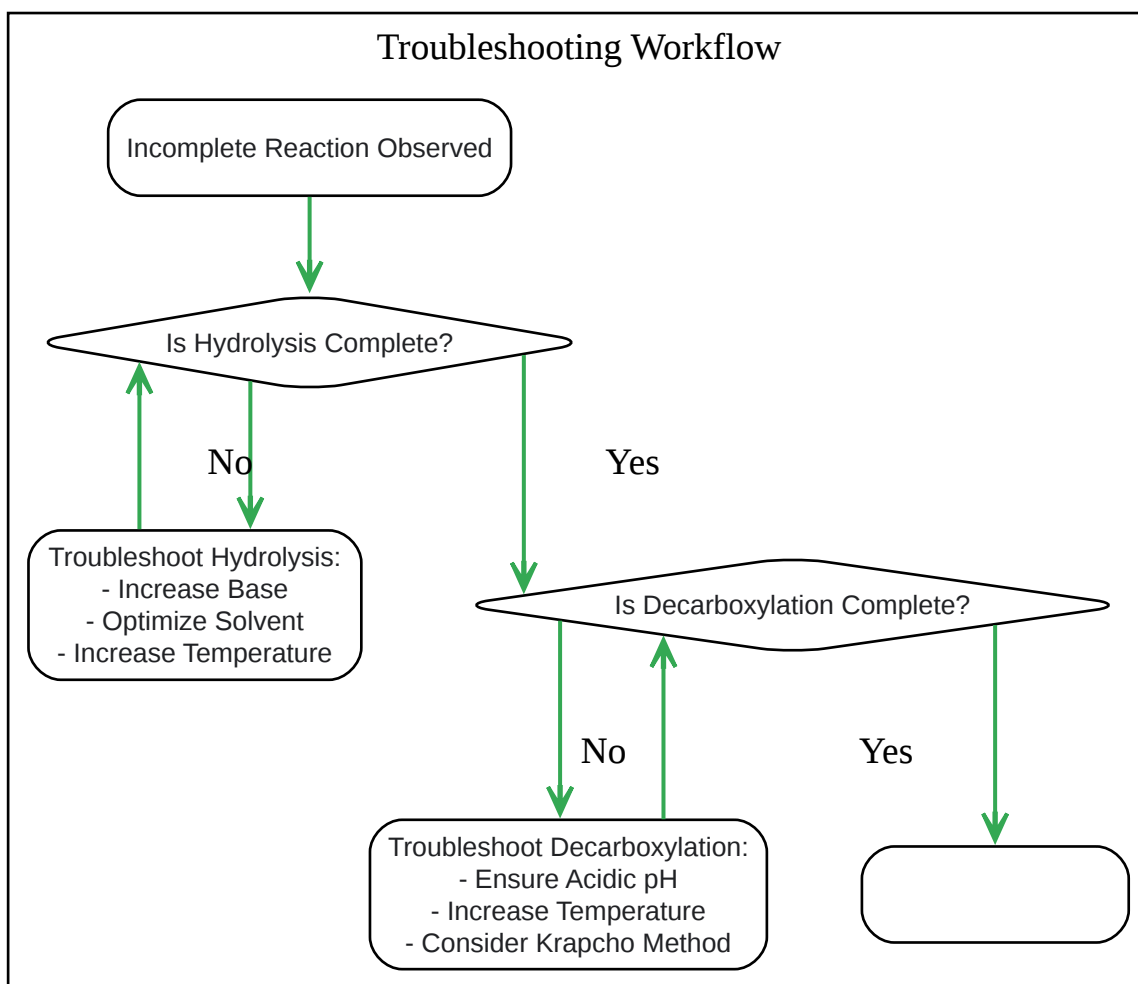 Troubleshooting Workflow
Incomplete Reaction Observed
Is Hydrolysis Complete?
No
Yes
Troubleshoot Hydrolysis:
- Increase Base
- Optimize Solvent
- Increase Temperature
Is Decarboxylation Complete?
No
Yes
Troubleshoot Decarboxylation:
- Ensure Acidic pH
- Increase Temperature
- Consider Krapcho Method